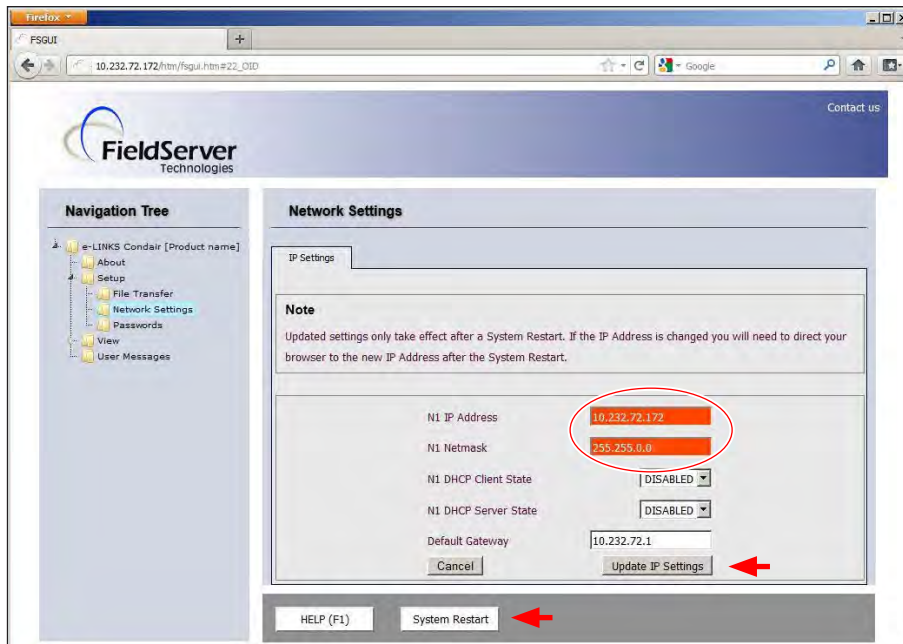 Firefox
FSGUI
+
10.232.72.172/htm/fsgui.htm#22_OID
Google
Contact us
FieldServer
Technologies
Navigation Tree
e-LINKS Condair [Product name]
About
Setup
File Transfer
Network Settings
Passwords
View
User Messages
Network Settings
IP Settings
Note
Updated settings only take effect after a System Restart. If the IP Address is changed you will need to direct your
browser to the new IP Address after the System Restart.
N1 IP Address 10.232.72.172
N1 Netmask 255.255.0.0
N1 DHCP Client State DISABLED
N1 DHCP Server State DISABLED
Default Gateway 10.232.72.1
Cancel Update IP Settings
HELP (F1) System Restart